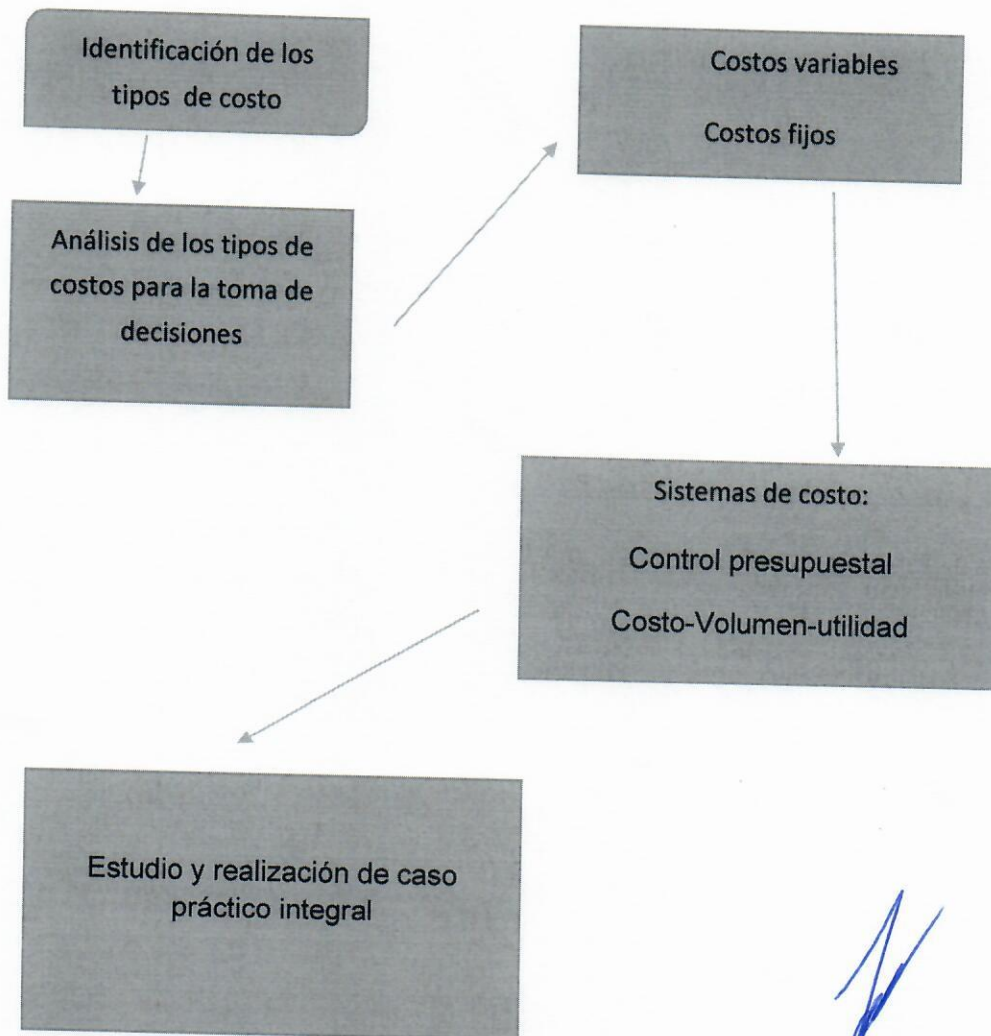 Identificación de los
tipos de costo
Análisis de los tipos de
costos para la toma de
decisiones
Costos variables
Costos fijos
Sistemas de costo:
Control presupuestal
Costo-Volumen-utilidad
Estudio y realización de caso
práctico integral